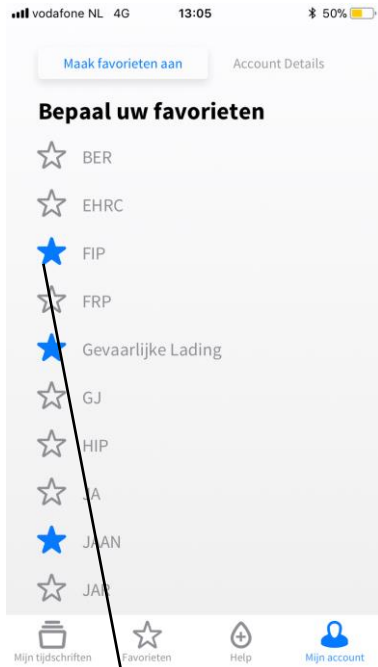 vodafone NL 4G 13:05 50%
Maak favorieten aan Account Details
Bepaal uw favorieten
BER
EHRC
FIP
FRP
Gevaarlijke Lading
GJ
HIP
JA
JAAN
JAR
Mijn tijdschriften Favorieten Help Mijn account